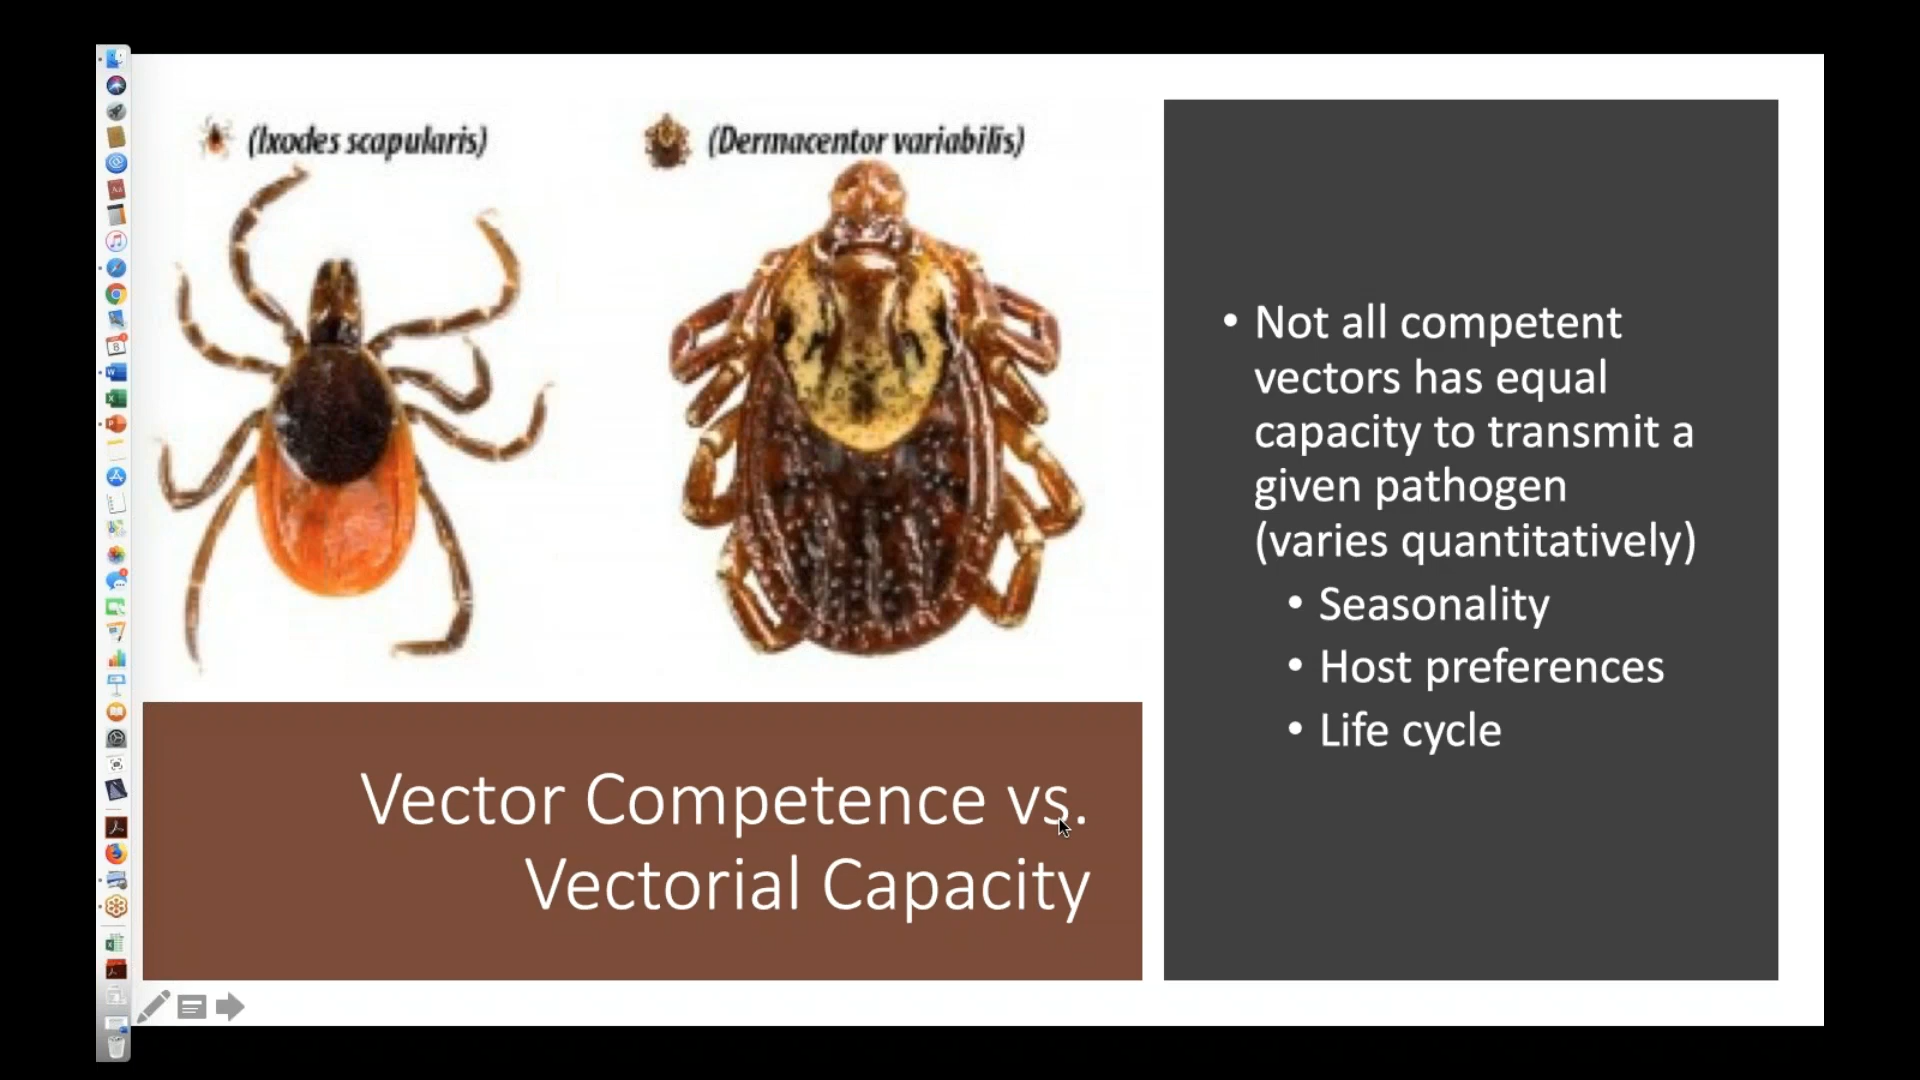 (Ixodes scapularis)
(Dermacentor variabilis)
• Not all competent
vectors has equal
capacity to transmit a
given pathogen
(varies quantitatively)
• Seasonality
• Host preferences
• Life cycle
Vector Competence vs.
Vectorial Capacity